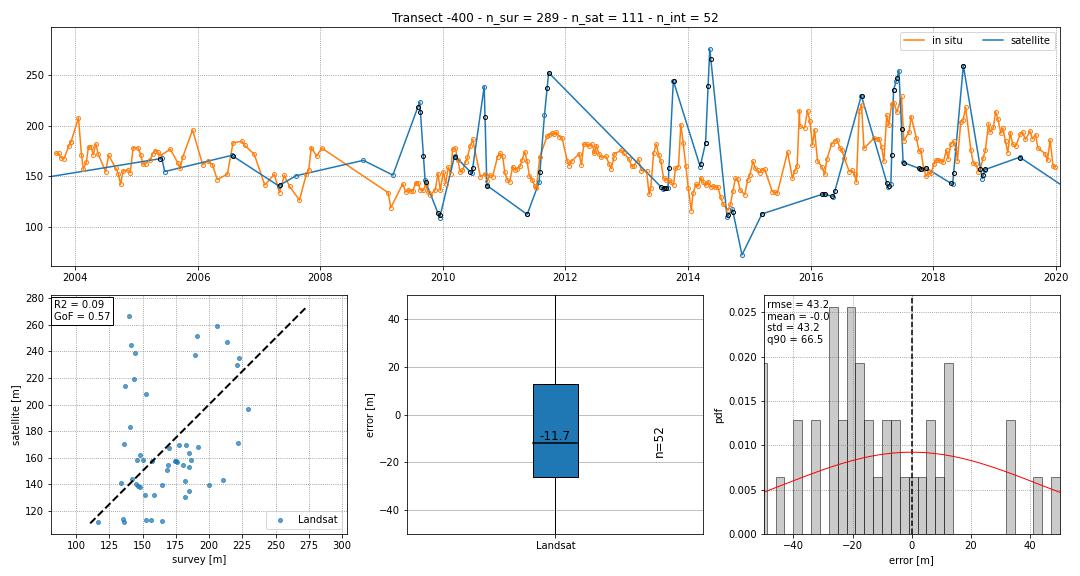 Transect -400 - n_sur = 289 - n_sat = 111 - n_int = 52
in situ
satellite
250
200
150
100
2004
2006
2008
2010
2012
2014
2016
2018
2020
R2 = 0.09
GoF = 0.57
280
260
240
220
200
180
160
140
120
satellite [m]
100
125
150
175
200
225
250
275
300
survey [m]
Landsat
40
20
0
−20
−40
error [m]
-11.7
n=52
Landsat
rmse = 43.2
mean = -0.0
std = 43.2
q90 = 66.5
0.025
0.020
0.015
0.010
0.005
0.000
pdf
−40
−20
0
20
40
error [m]